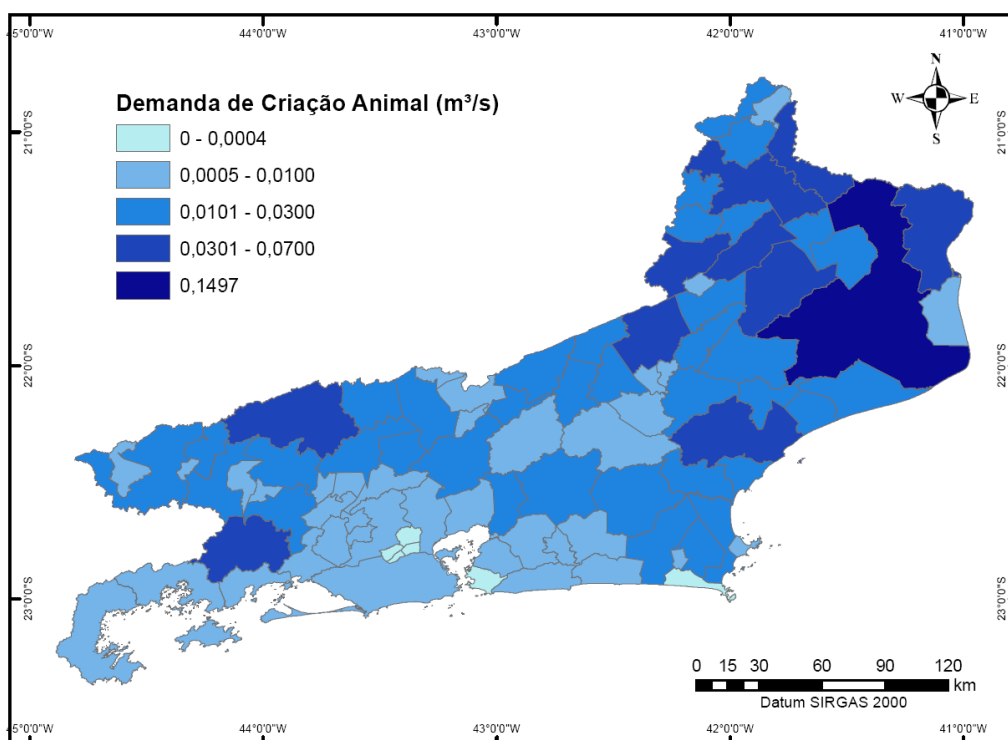 45°0'0"W 44°0'0"W 43°0'0"W 42°0'0"W 41°0'0"W
N
W E
S
Demanda de Criação Animal (m³/s)
0 - 0,0004
0,0005 - 0,0100
0,0101 - 0,0300
0,0301 - 0,0700
0,1497
21°0'0"S 21°0'0"S
22°0'0"S 22°0'0"S
23°0'0"S 23°0'0"S
0 15 30 60 90 120
km
Datum SIRGAS 2000
45°0'0"W 44°0'0"W 43°0'0"W 42°0'0"W 41°0'0"W